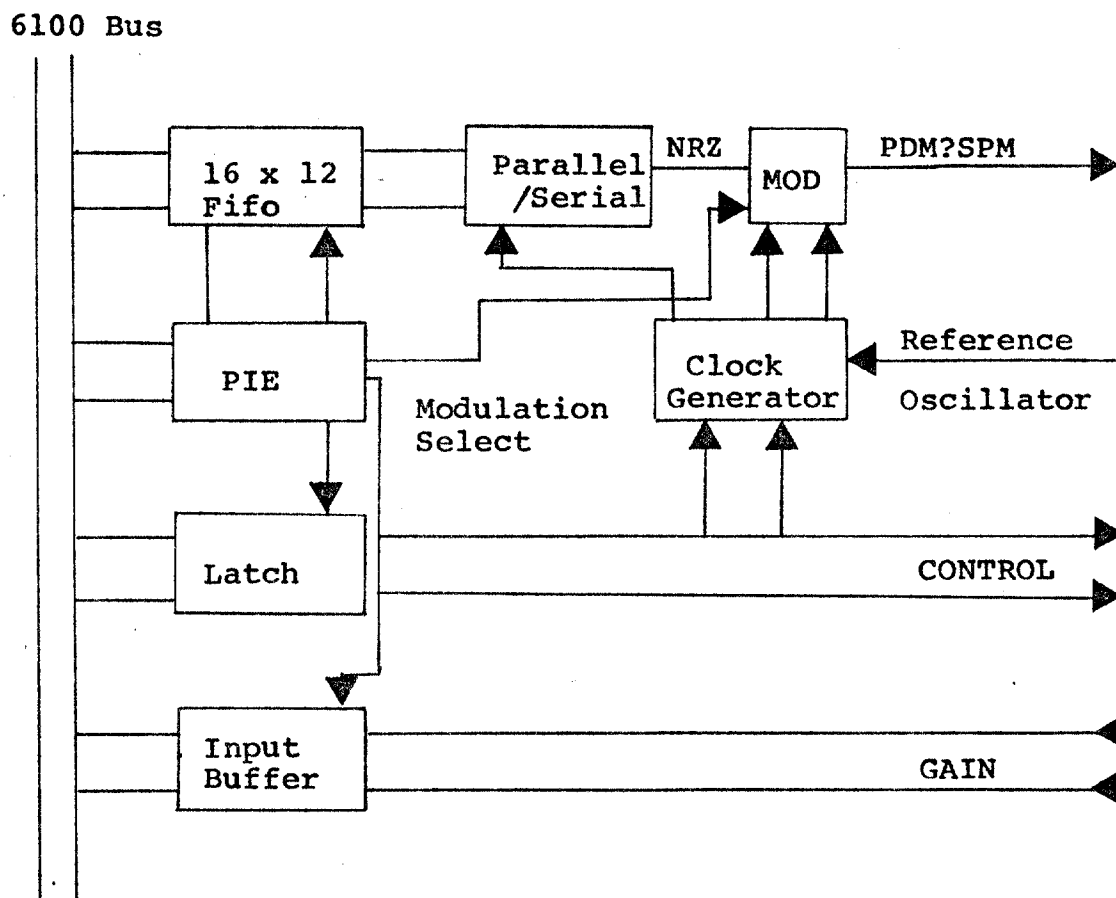 6100 Bus
16 x 12
Fifo
Parallel
/Serial
NRZ
MOD
PDM?SPM
PIE
Modulation
Select
Clock
Generator
Reference
Oscillator
Latch
CONTROL
Input
Buffer
GAIN